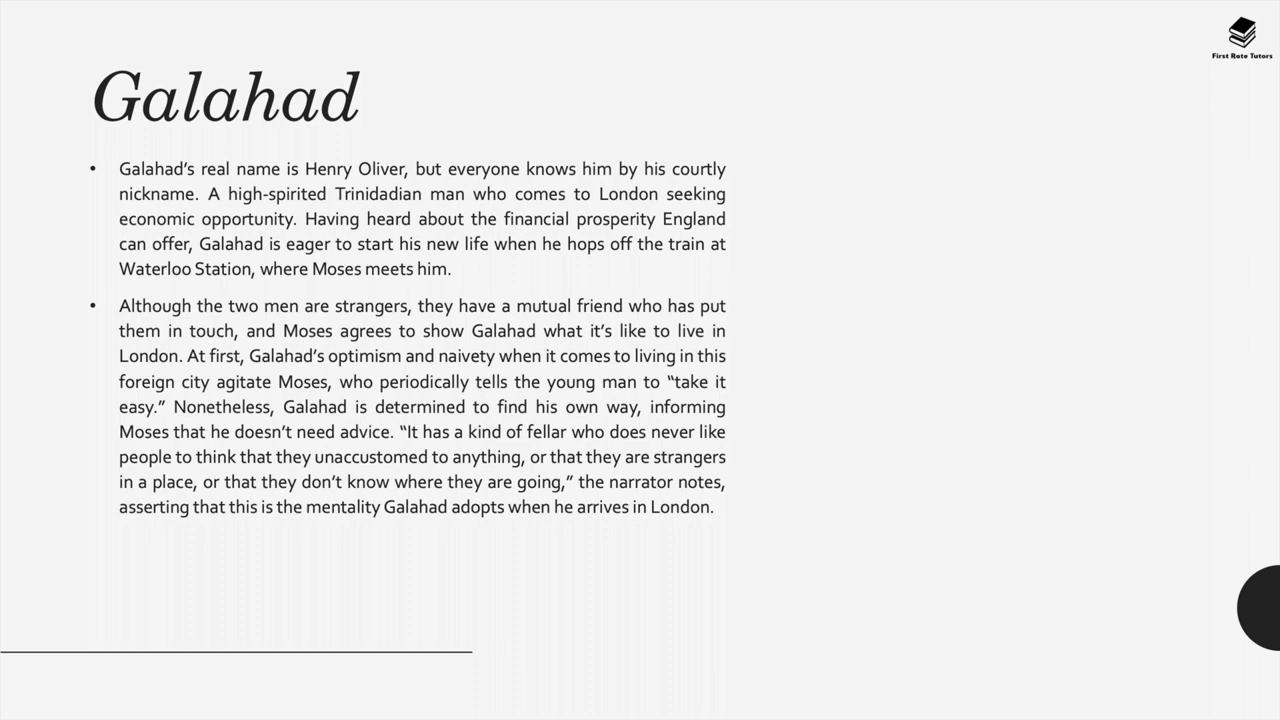 First Rate Tutors
Galahad
• Galahad’s real name is Henry Oliver, but everyone knows him by his courtly
nickname. A high-spirited Trinidadian man who comes to London seeking
economic opportunity. Having heard about the financial prosperity England
can offer, Galahad is eager to start his new life when he hops off the train at
Waterloo Station, where Moses meets him.
• Although the two men are strangers, they have a mutual friend who has put
them in touch, and Moses agrees to show Galahad what it’s like to live in
London. At first, Galahad’s optimism and naivety when it comes to living in this
foreign city agitate Moses, who periodically tells the young man to “take it
easy.” Nonetheless, Galahad is determined to find his own way, informing
Moses that he doesn’t need advice. “It has a kind of fellar who does never like
people to think that they unaccustomed to anything, or that they are strangers
in a place, or that they don’t know where they are going,” the narrator notes,
asserting that this is the mentality Galahad adopts when he arrives in London.